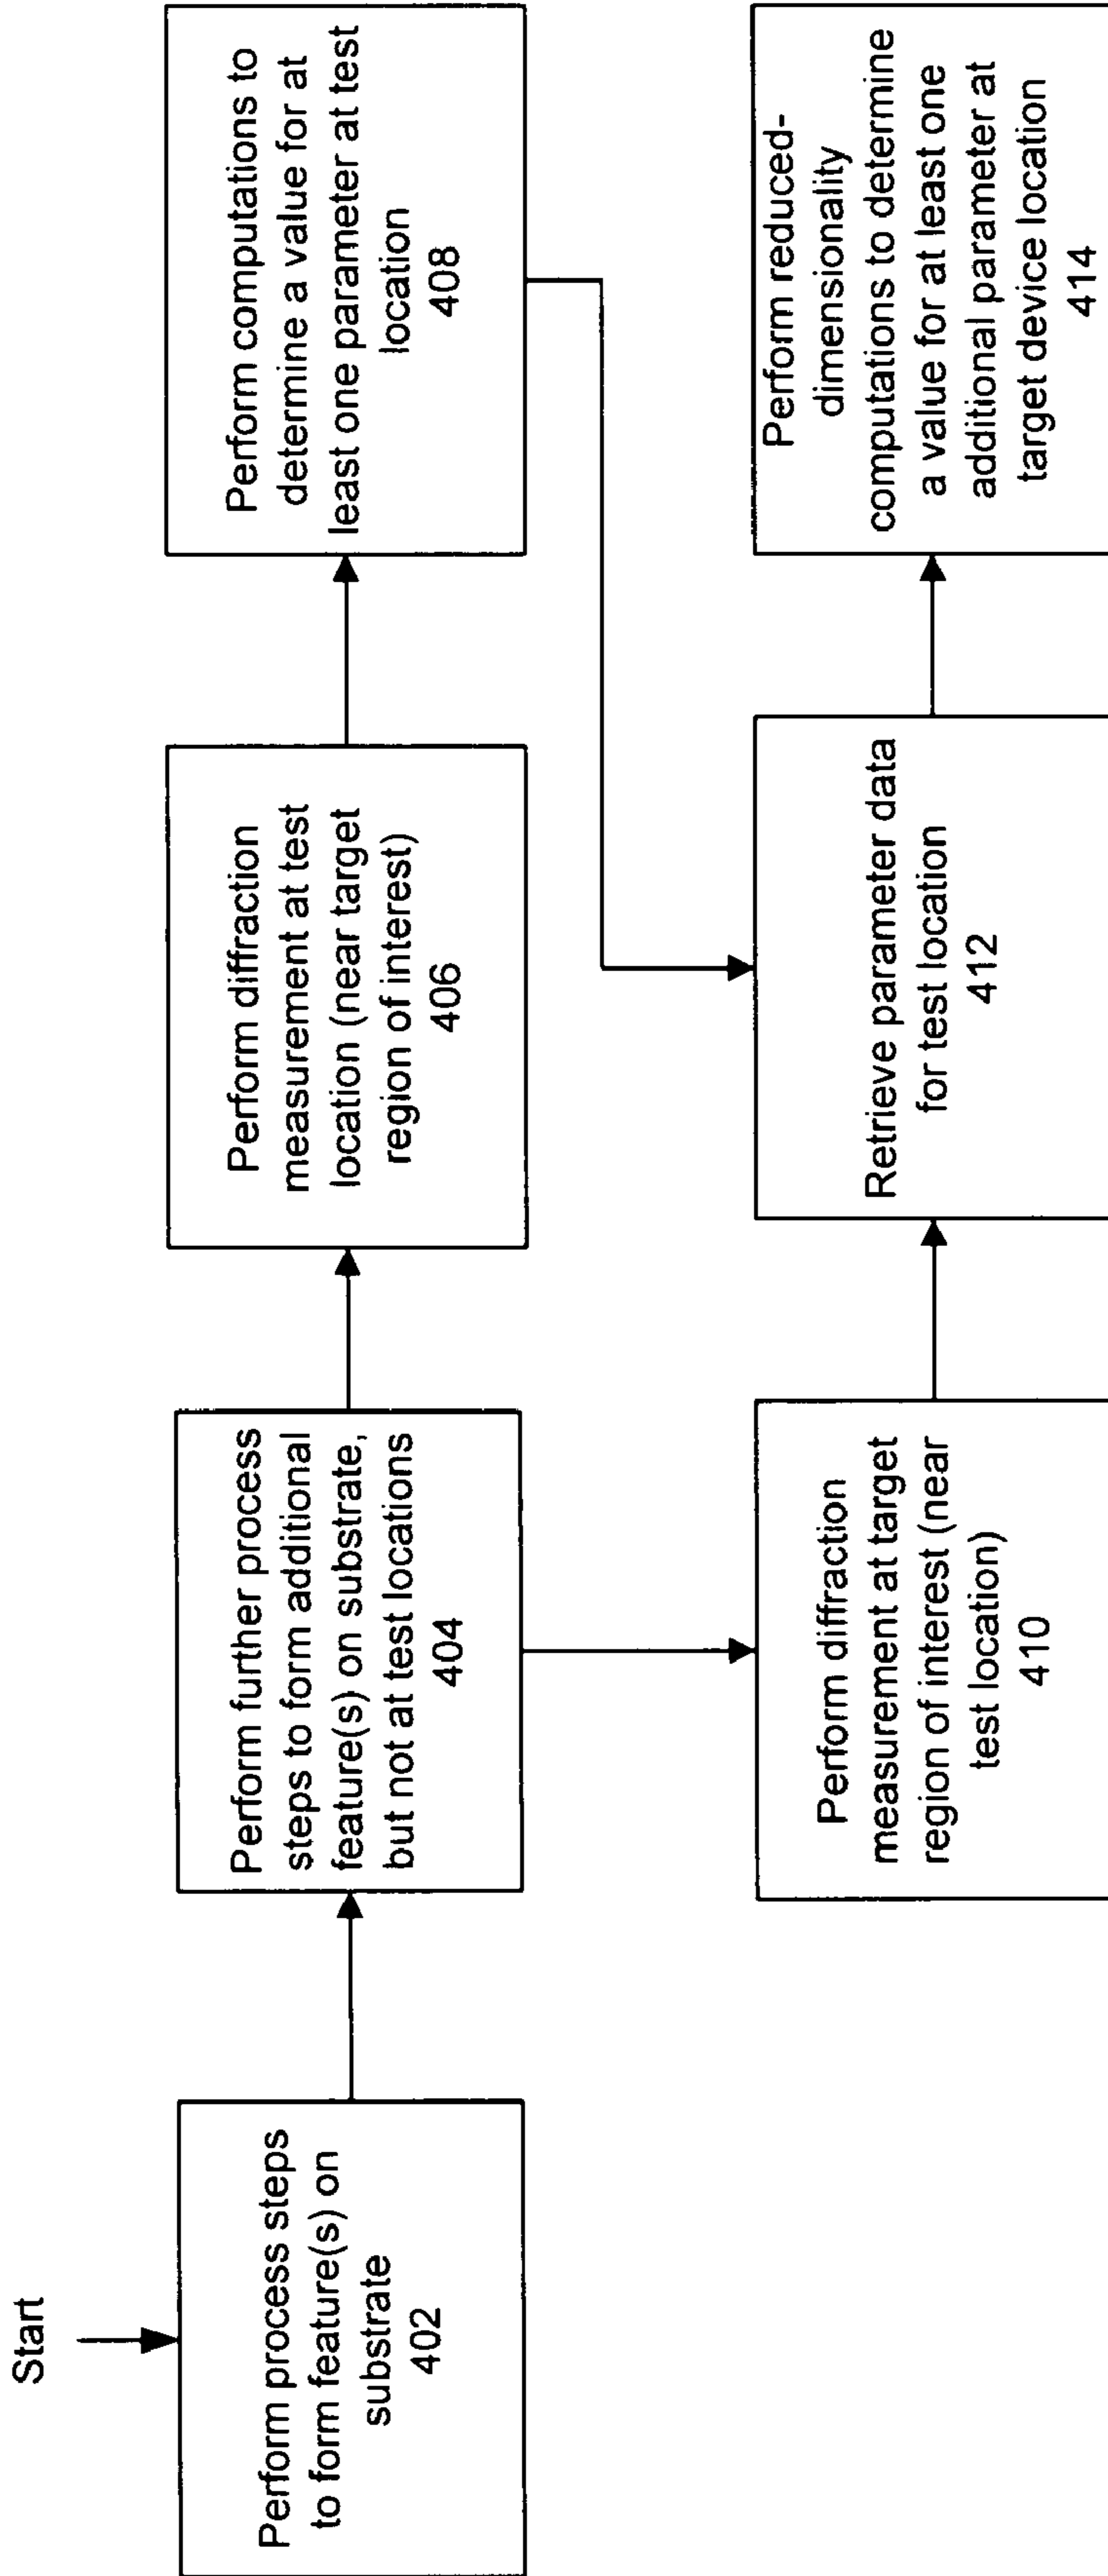 Start
Perform process steps
to form feature(s) on
substrate
402
Perform further process
steps to form additional
feature(s) on substrate,
but not at test locations
404
Perform diffraction
measurement at test
location (near target
region of interest)
406
Perform computations to
determine a value for at
least one parameter at test
location
408
Perform diffraction
measurement at target
region of interest (near
test location)
410
Retrieve parameter data
for test location
412
Perform reduced-
dimensionality
computations to determine
a value for at least one
additional parameter at
target device location
414